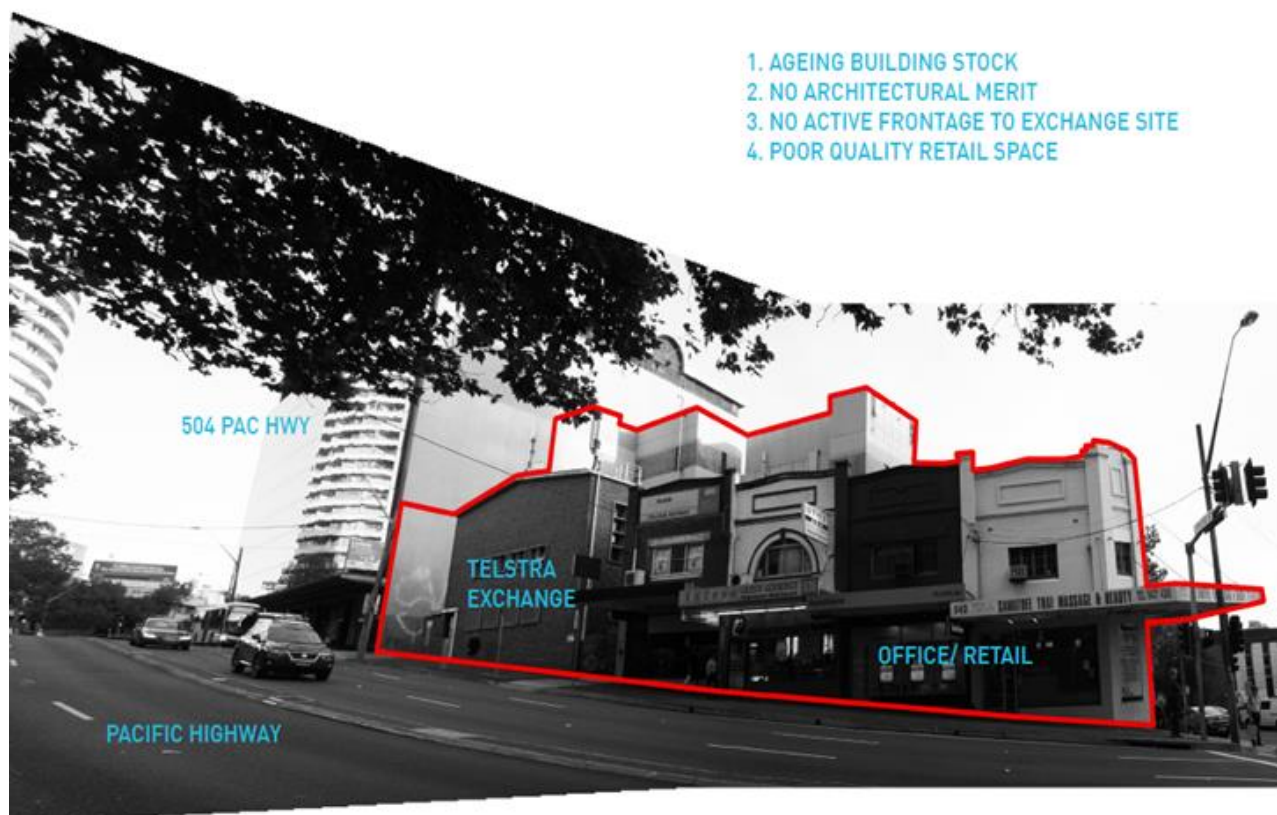 1. AGEING BUILDING STOCK
2. NO ARCHITECTURAL MERIT
3. NO ACTIVE FRONTAGE TO EXCHANGE SITE
4. POOR QUALITY RETAIL SPACE
504 PAC HWY
TELSTRA
EXCHANGE
THAI MASSAGE & BEAUTY
OFFICE/ RETAIL
PACIFIC HIGHWAY